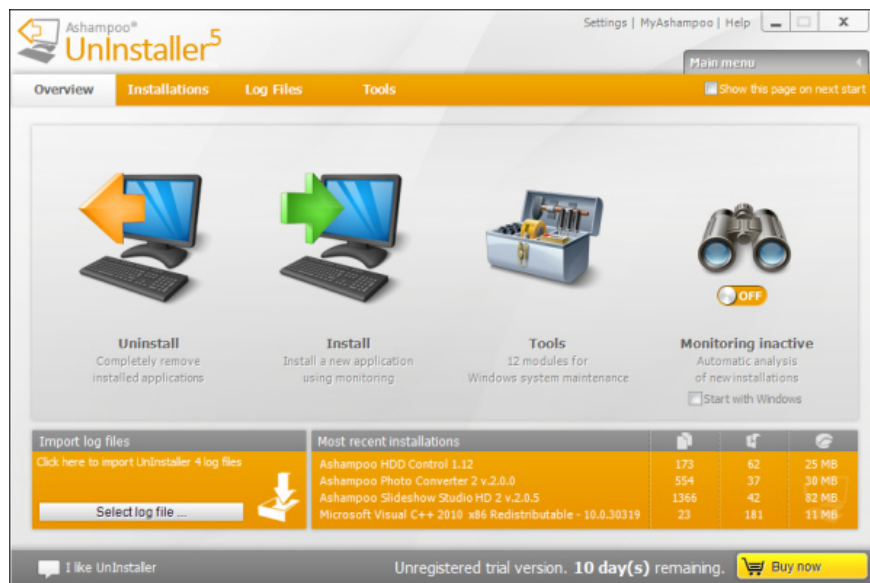 Ashampoo®
UnInstaller5
Settings | MyAshampoo | Help
Main menu
Overview Installations Log Files Tools
Show this page on next start
OFF
Uninstall
Completely remove
installed applications
Install
Install a new application
using monitoring
Tools
12 modules for
Windows system maintenance
Monitoring inactive
Automatic analysis
of new installations
Start with Windows
Import log files
Click here to import UnInstaller 4 log files
Select log file ...
Most recent installations
Ashampoo HDD Control 1.12 173 62 25 MB
Ashampoo Photo Converter 2 v.2.0.0 554 37 30 MB
Ashampoo Slideshow Studio HD 2 v.2.0.5 1366 42 82 MB
Microsoft Visual C++ 2010 x86 Redistributable - 10.0.30319 23 181 11 MB
I like UnInstaller
Unregistered trial version. 10 day(s) remaining.
Buy now